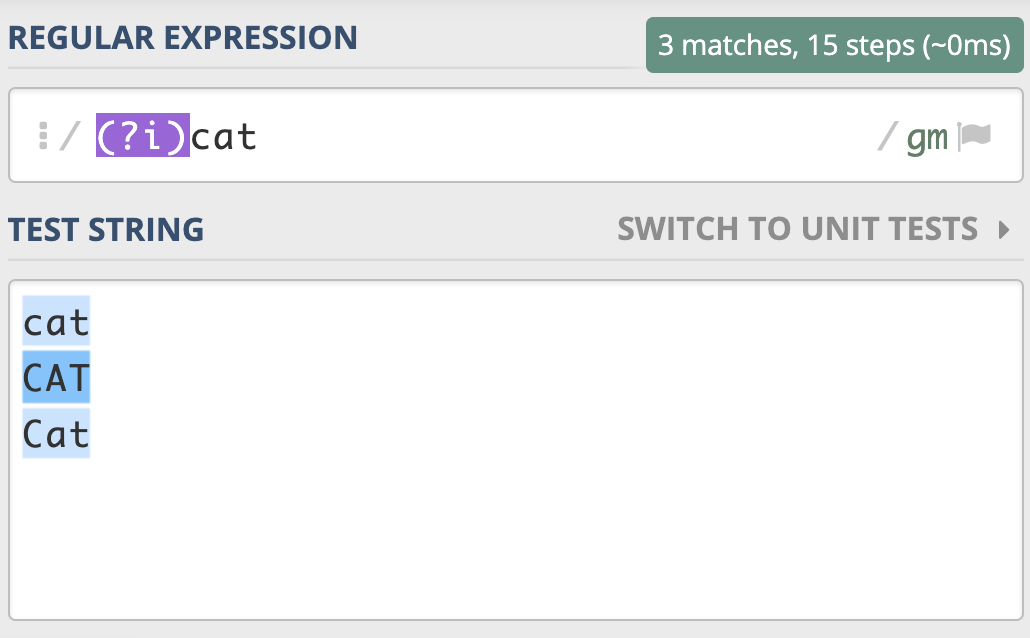 REGULAR EXPRESSION
3 matches, 15 steps (~0ms)
/ (?i)cat / gm
TEST STRING
SWITCH TO UNIT TESTS
cat
CAT
Cat